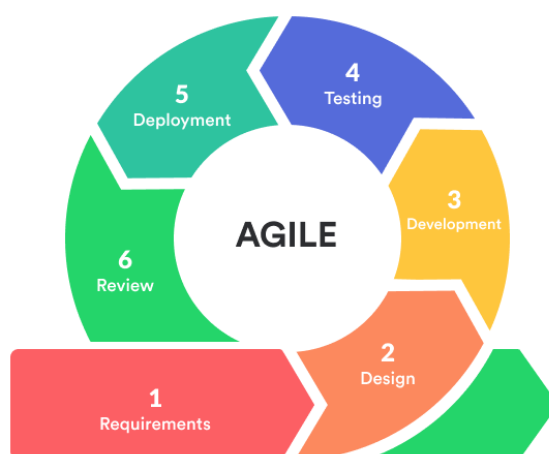 AGILE
1
Requirements
2
Design
3
Development
4
Testing
5
Deployment
6
Review